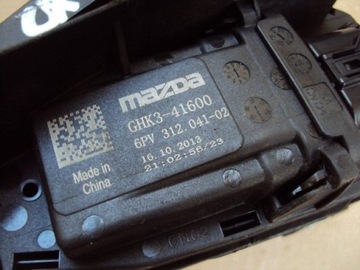 mazda
GHK3-41600
6PV 312.041-02
16.10.2013
21:02:56/23
Made in
China